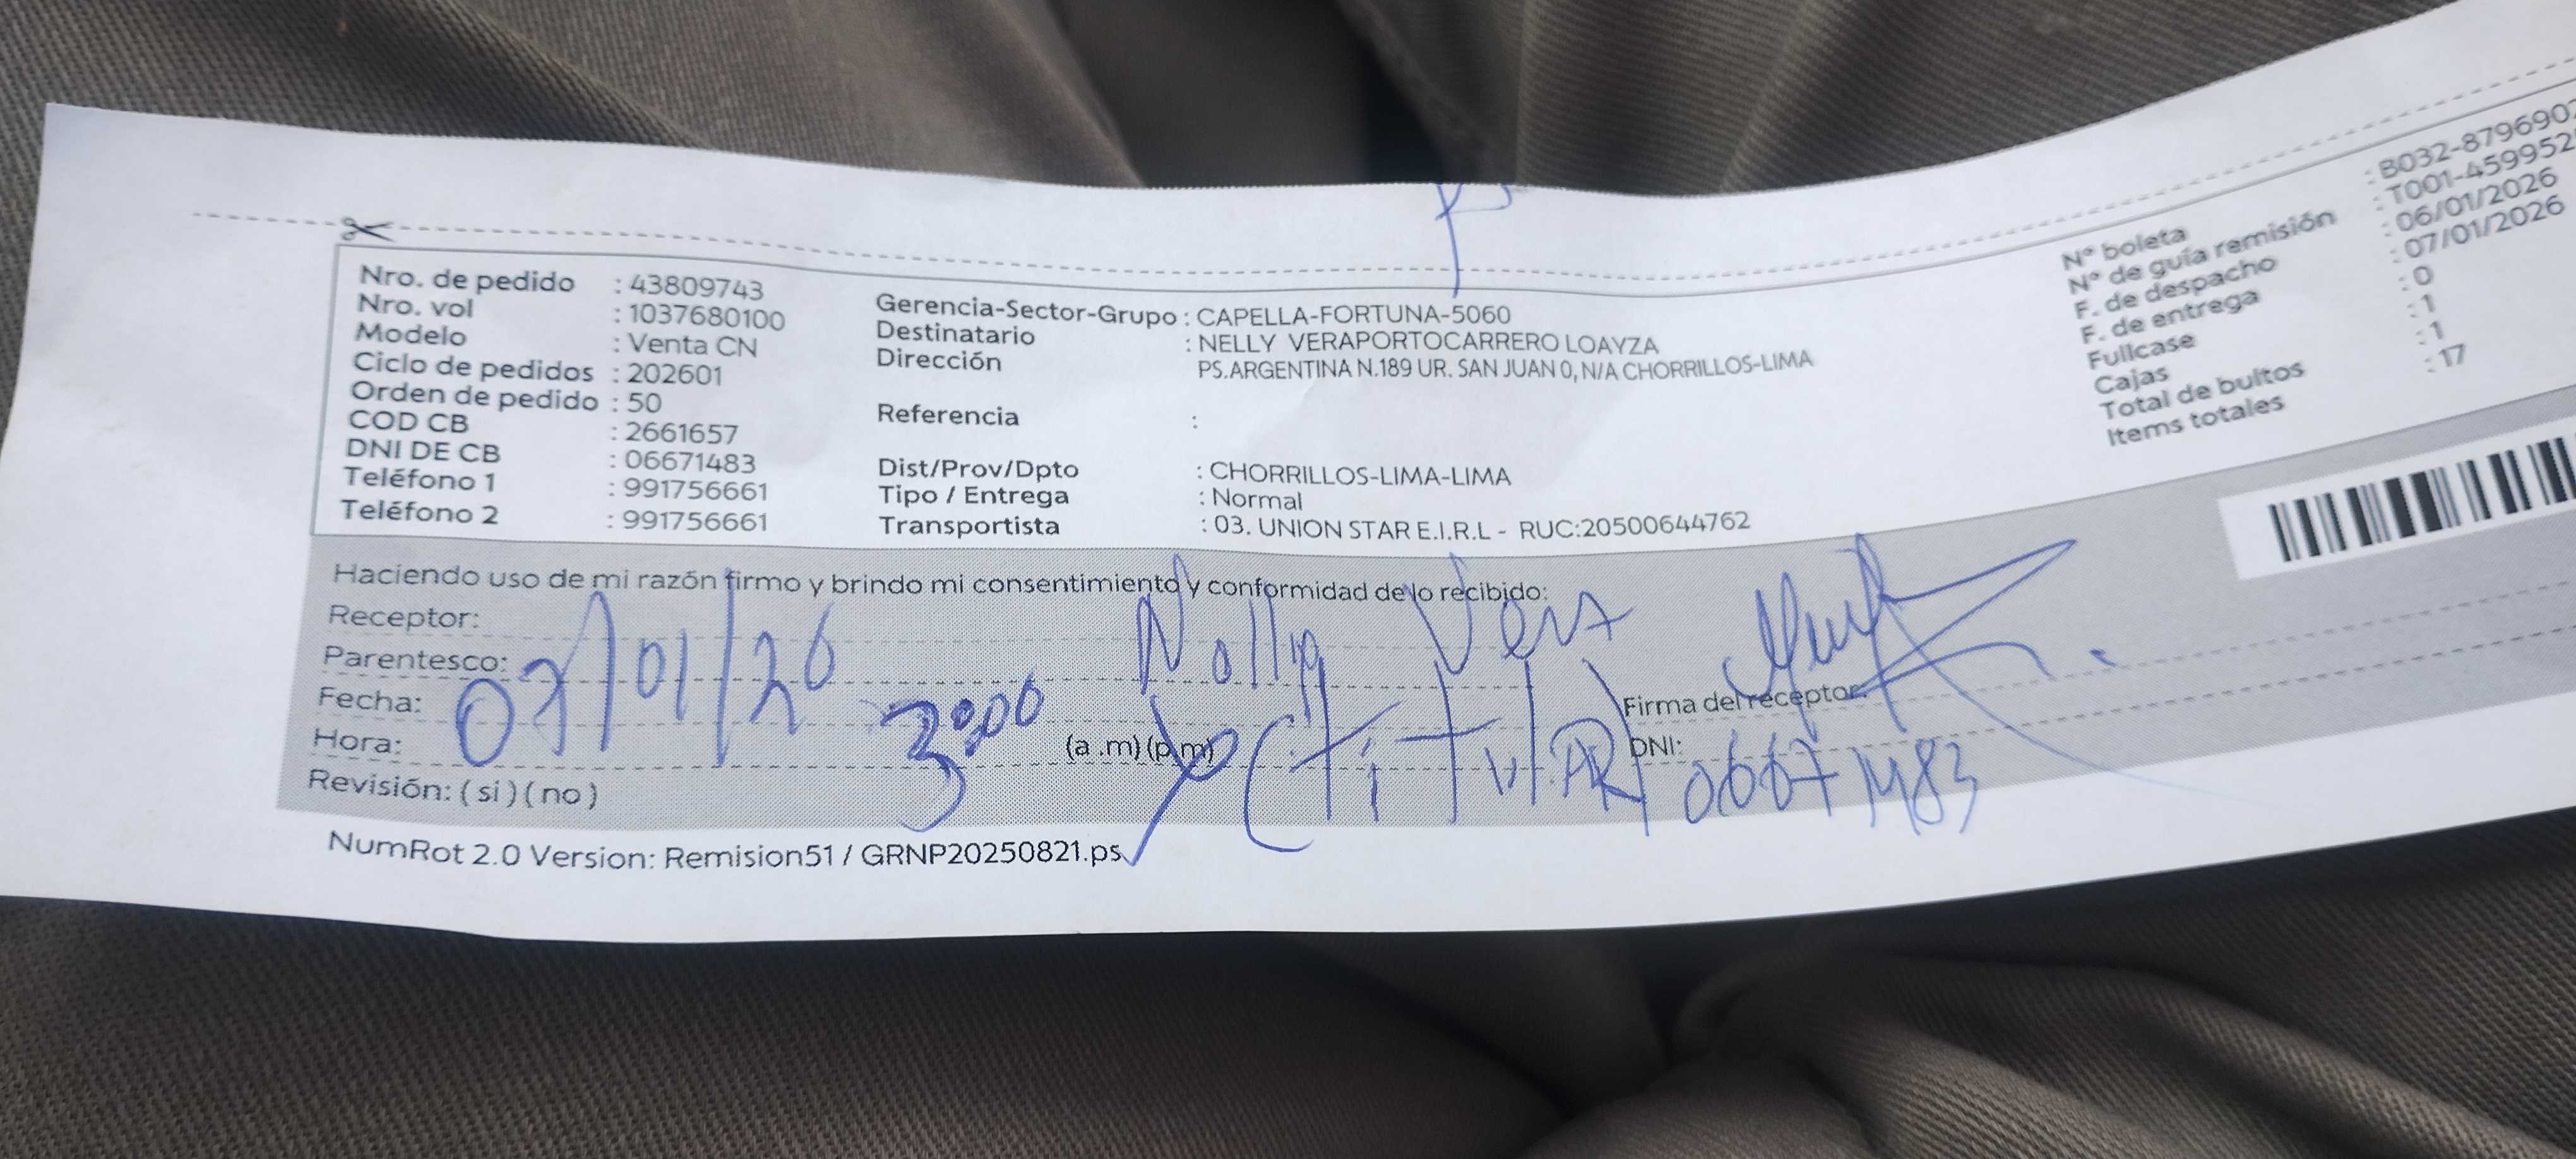 Nro. de pedido : 43809743
Nro. vol : 1037680100
Modelo : Venta CN
Ciclo de pedidos : 202601
Orden de pedido : 50
COD CB : 2661657
DNI DE CB : 06671483
Teléfono 1 : 991756661
Teléfono 2 : 991756661
Gerencia-Sector-Grupo : CAPELLA-FORTUNA-5060
Destinatario : NELLY VERAPORTOCARRERO LOAYZA
Dirección PS.ARGENTINA N.189 UR. SAN JUAN 0, N/A CHORRILLOS-LIMA
Referencia :
Dist/Prov/Dpto : CHORRILLOS-LIMA-LIMA
Tipo / Entrega : Normal
Transportista : 03. UNION STAR E.I.R.L - RUC:20500644762
N° boleta : B032-879690
N° de guía remisión : T001-459952
F. de despacho : 06/01/2026
F. de entrega : 07/01/2026
Fullcase : 0
Cajas : 1
Total de bultos : 1
Items totales : 17
Haciendo uso de mi razón firmo y brindo mi consentimiento y conformidad de lo recibido:
Receptor: Nelly Vera
Parentesco: (TiTulAR)
Fecha: 07/01/26
Hora: 3:00 (a .m) (p.m)
Revisión: ( si ) ( no )
Firma del receptor:
DNI: 06671483
NumRot 2.0 Version: Remision51 / GRNP20250821.ps